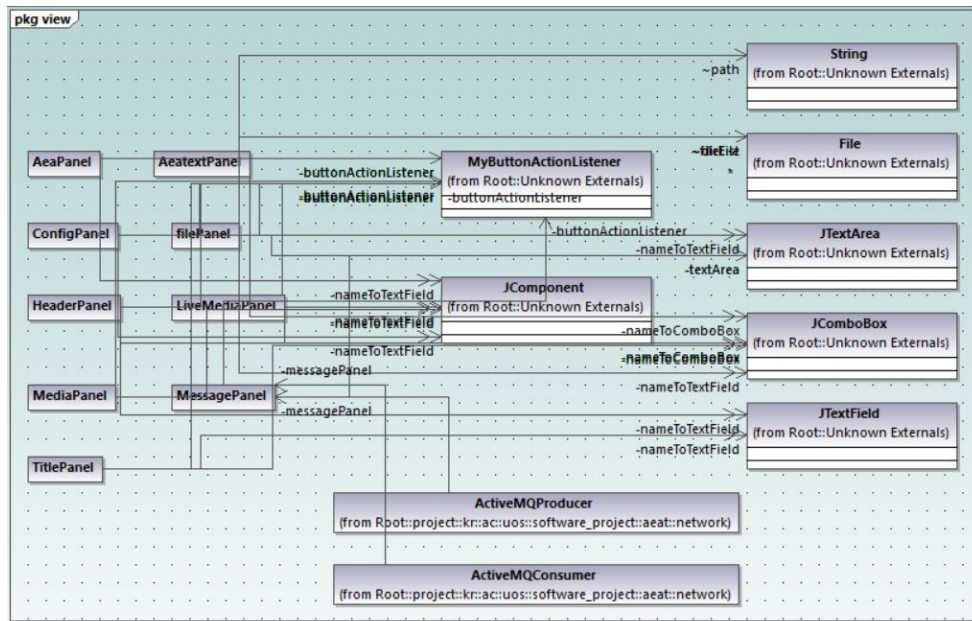 pkg view
String
(from Root::Unknown Externals)
~path
File
(from Root::Unknown Externals)
*
AeaPanel
AeatextPanel
MyButtonActionListener
(from Root::Unknown Externals)
-buttonActionListener
-buttonActionListener
-buttonActionListener
-buttonActionListener
ConfigPanel
filePanel
JTextArea
(from Root::Unknown Externals)
-nameToTextField
-textArea
HeaderPanel
LiveMediaPanel
JComponent
(from Root::Unknown Externals)
-nameToTextField
-nameToTextField
-nameToTextField
JComboBox
(from Root::Unknown Externals)
-nameToComboBox
-nameToComboBox
-nameToTextField
MediaPanel
MessagePanel
-messagePanel
-messagePanel
JTextField
(from Root::Unknown Externals)
-nameToTextField
-nameToTextField
TitlePanel
ActiveMQProducer
(from Root::project::kr::ac::uos::software_project::aeat::network)
ActiveMQConsumer
(from Root::project::kr::ac::uos::software_project::aeat::network)